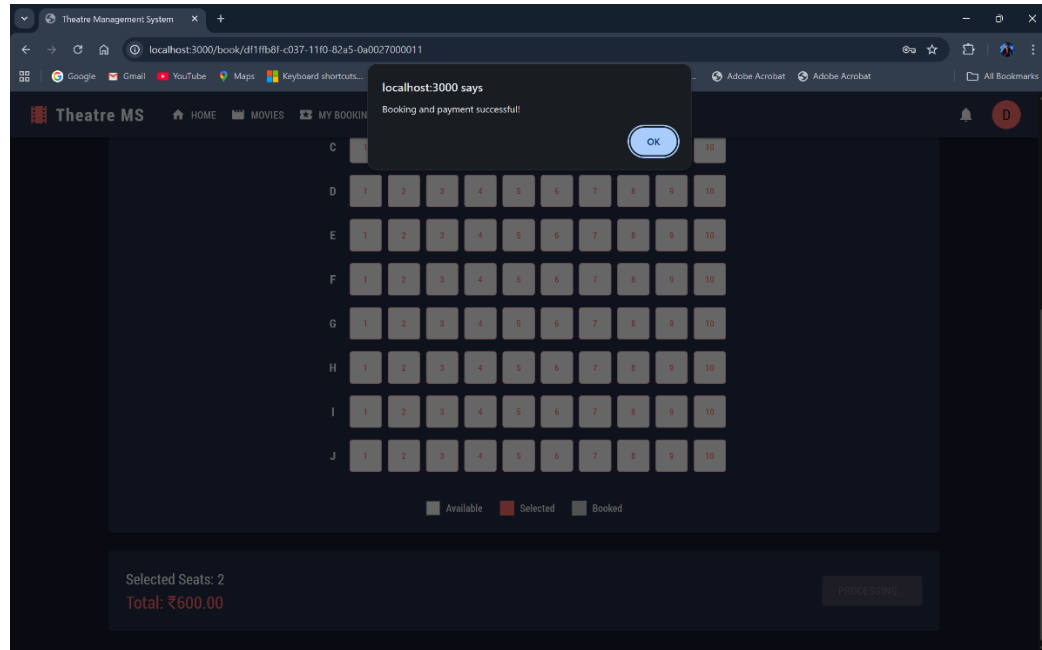 Theatre Management System
localhost:3000/book/df1ffb8f-c037-11f0-82a5-0a0027000011
Google Gmail YouTube Maps Keyboard shortcuts... Adobe Acrobat Adobe Acrobat All Bookmarks
localhost:3000 says
Booking and payment successful!
OK
Theatre MS HOME MOVIES MY BOOKIN D
C 1 10
D 1 2 3 4 5 6 7 8 9 10
E 1 2 3 4 5 6 7 8 9 10
F 1 2 3 4 5 6 7 8 9 10
G 1 2 3 4 5 6 7 8 9 10
H 1 2 3 4 5 6 7 8 9 10
I 1 2 3 4 5 6 7 8 9 10
J 1 2 3 4 5 6 7 8 9 10
Available Selected Booked
Selected Seats: 2
Total: ₹600.00
PROCESSING...